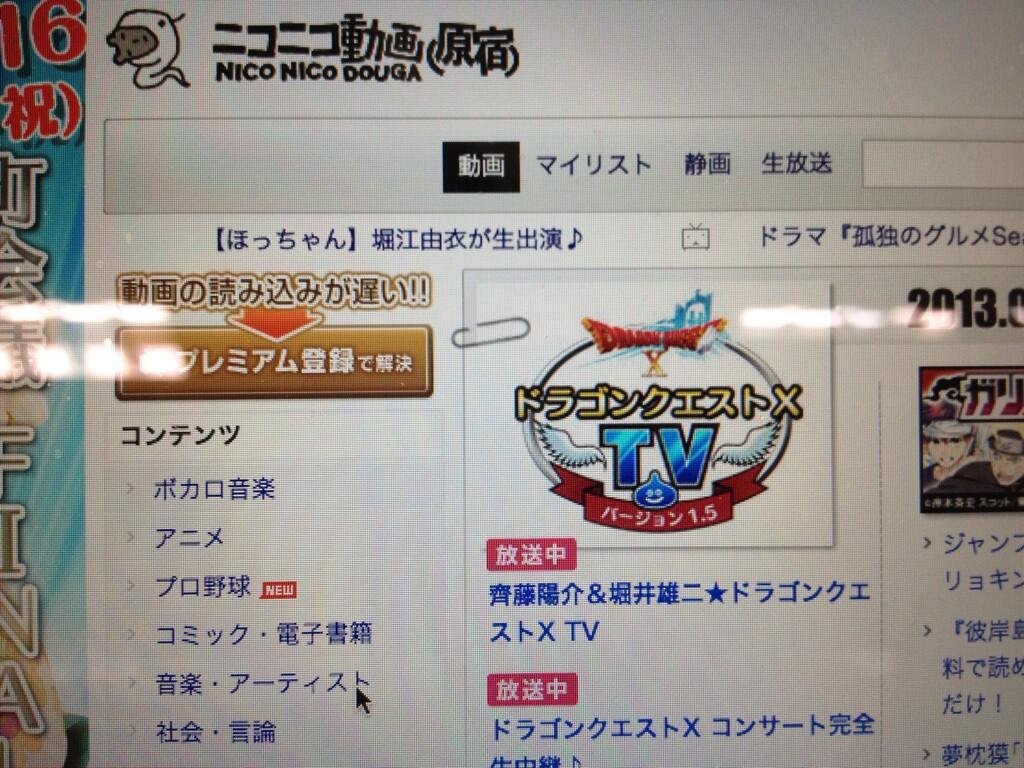 16
祝)
ニコニコ動画(原宿)
NICO NICO DOUGA
動画 マイリスト 静画 生放送
【ほっちゃん】堀江由衣が生出演♪ ドラマ『孤独のグルメSea
動画の読み込みが遅い!!
プレミアム登録で解決
コンテンツ
ボカロ音楽
アニメ
プロ野球 NEW
コミック・電子書籍
音楽・アーティスト
社会・言論
DRAGON QUEST
X
ドラゴンクエストX
TV
バージョン1.5
放送中
齊藤陽介&堀井雄二★ドラゴンクエ
ストX TV
放送中
ドラゴンクエストX コンサート完全
生中継♪
2013.0
ガリ
ジャンプ
リョキン
『彼岸島
料で読め
だけ!
夢枕獏「
町会